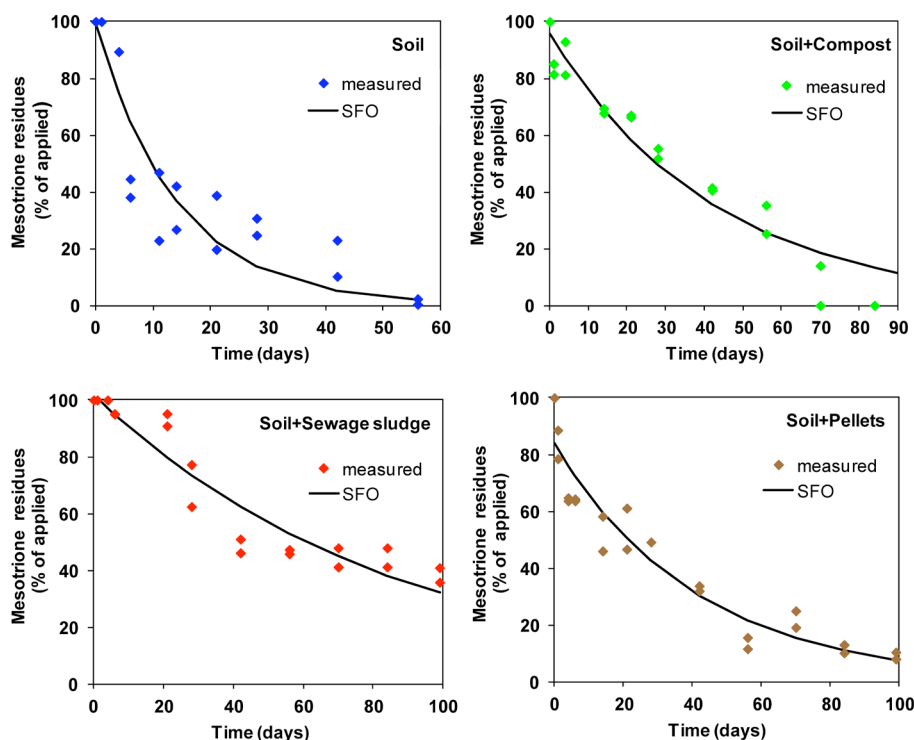 Soil
measured
SFO
Mesotrione residues
(% of applied)
100
80
60
40
20
0
0 10 20 30 40 50 60
Time (days)
Soil+Compost
measured
SFO
Mesotrione residues
(% of applied)
100
80
60
40
20
0
0 10 20 30 40 50 60 70 80 90
Time (days)
Soil+Sewage sludge
measured
SFO
Mesotrione residues
(% of applied)
100
80
60
40
20
0
0 20 40 60 80 100
Time (days)
Soil+Pellets
measured
SFO
Mesotrione residues
(% of applied)
100
80
60
40
20
0
0 20 40 60 80 100
Time (days)